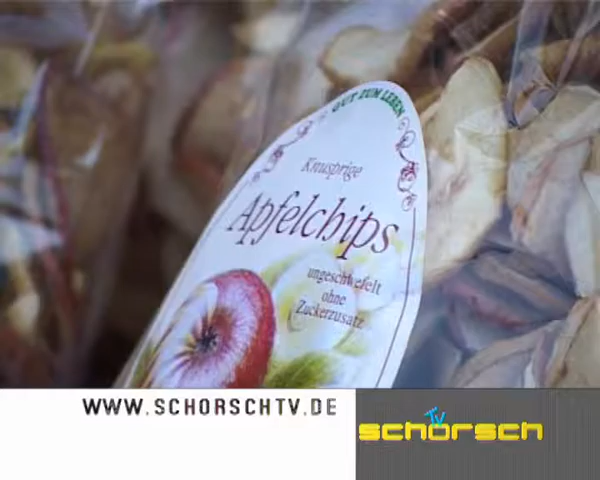 GUT ZUM LEBEN
Knusprige
Apfelchips
ungeschwefelt
ohne
Zuckerzusatz
WWW.SCHORSCHTV.DE
TV
schorsch